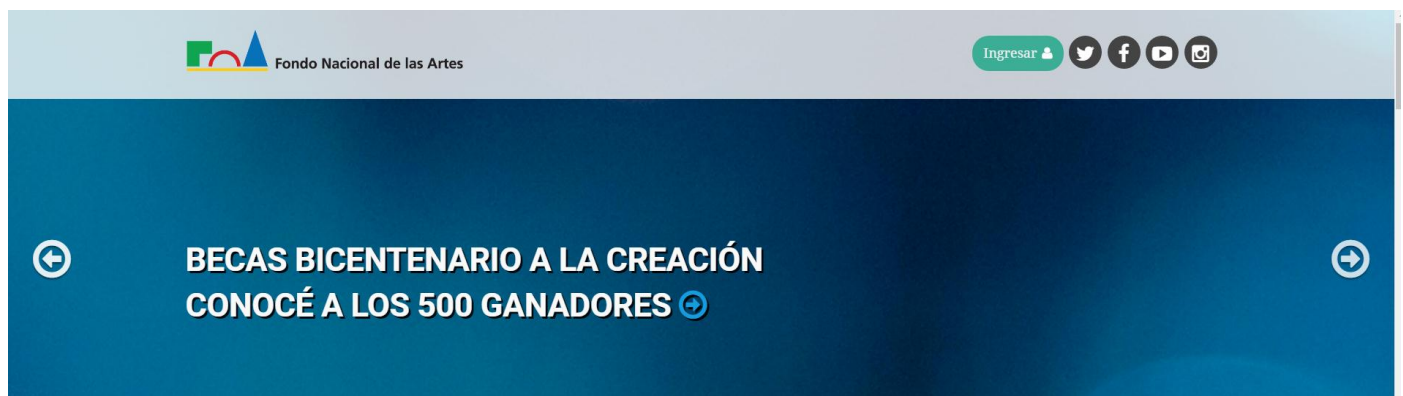 Fondo Nacional de las Artes
Ingresar
BECAS BICENTENARIO A LA CREACIÓN
CONOCÉ A LOS 500 GANADORES